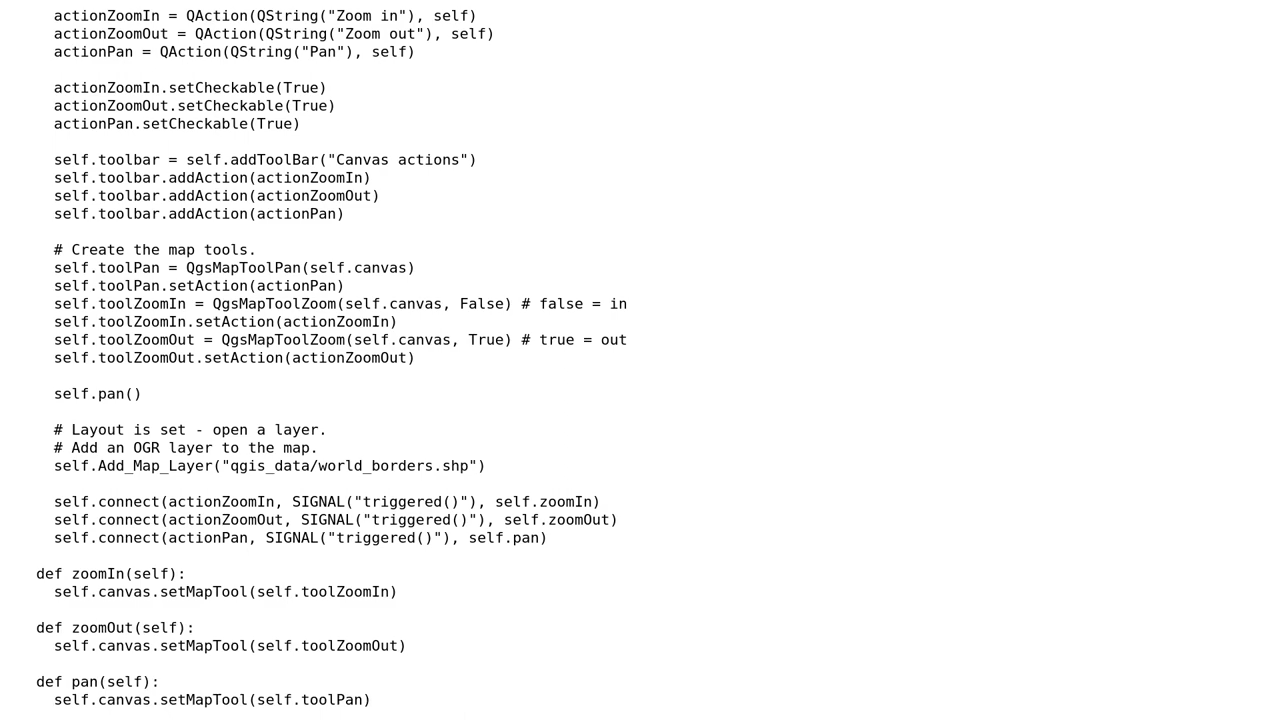 actionZoomIn = QAction(QString("Zoom in"), self)
actionZoomOut = QAction(QString("Zoom out"), self)
actionPan = QAction(QString("Pan"), self)
actionZoomIn.setCheckable(True)
actionZoomOut.setCheckable(True)
actionPan.setCheckable(True)
self.toolbar = self.addToolBar("Canvas actions")
self.toolbar.addAction(actionZoomIn)
self.toolbar.addAction(actionZoomOut)
self.toolbar.addAction(actionPan)
# Create the map tools.
self.toolPan = QgsMapToolPan(self.canvas)
self.toolPan.setAction(actionPan)
self.toolZoomIn = QgsMapToolZoom(self.canvas, False) # false = in
self.toolZoomIn.setAction(actionZoomIn)
self.toolZoomOut = QgsMapToolZoom(self.canvas, True) # true = out
self.toolZoomOut.setAction(actionZoomOut)
self.pan()
# Layout is set - open a layer.
# Add an OGR layer to the map.
self.Add_Map_Layer("qgis_data/world_borders.shp")
self.connect(actionZoomIn, SIGNAL("triggered()"), self.zoomIn)
self.connect(actionZoomOut, SIGNAL("triggered()"), self.zoomOut)
self.connect(actionPan, SIGNAL("triggered()"), self.pan)
def zoomIn(self):
self.canvas.setMapTool(self.toolZoomIn)
def zoomOut(self):
self.canvas.setMapTool(self.toolZoomOut)
def pan(self):
self.canvas.setMapTool(self.toolPan)